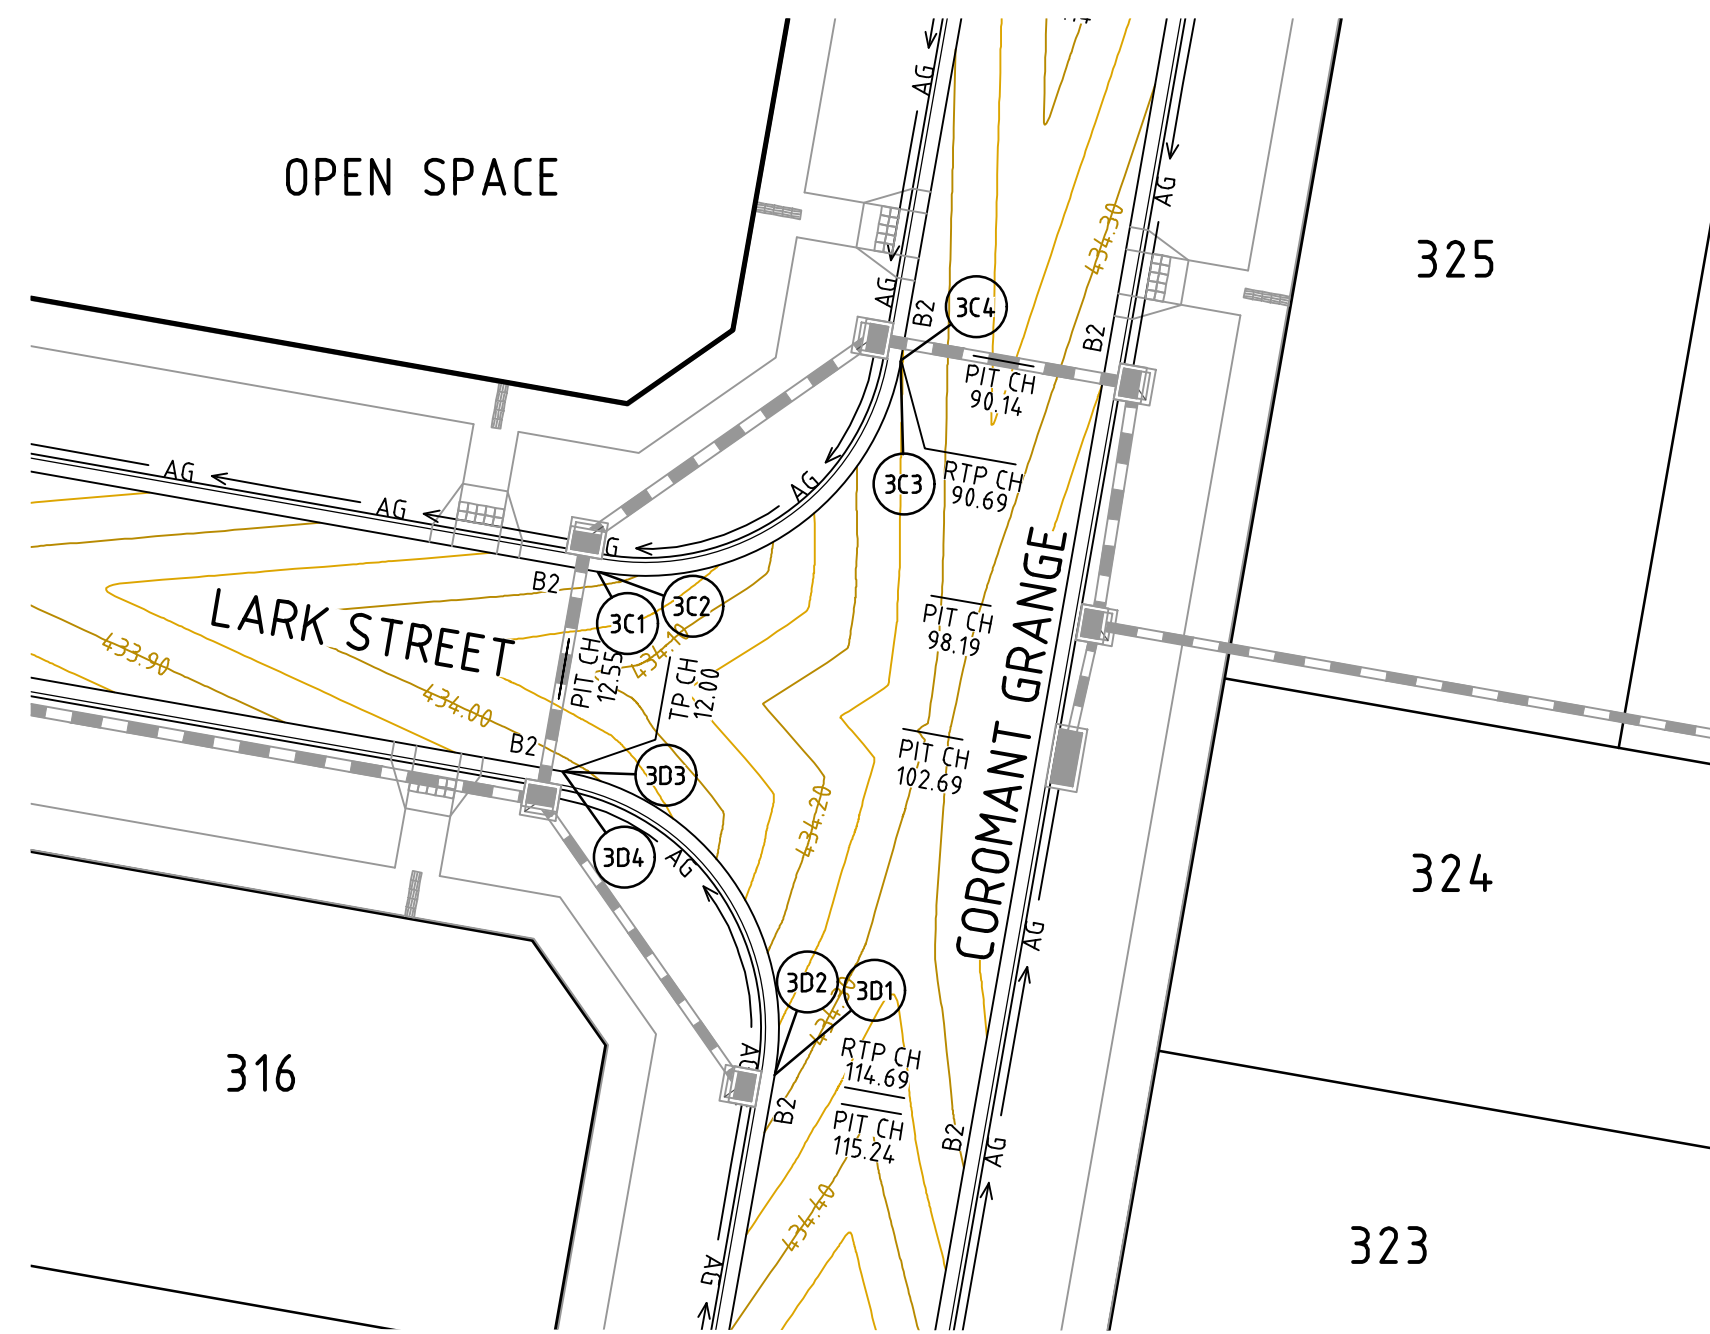 AG
OPEN SPACE
AG
434.30
325
AG
B2
3C4
B2
PIT CH
90.14
AG
AG
AG
3C3
RTP CH
90.69
B2
LARK STREET
3C1
3C2
434.10
PIT CH
12.55
TP CH
12.00
PIT CH
98.19
COROMANT GRANGE
433.90
434.00
B2
3D3
PIT CH
102.69
434.20
3D4
AG
324
AG
3D2
3D1
316
AG
RTP CH
114.69
B2
PIT CH
115.24
B2
AG
434.40
323
AG